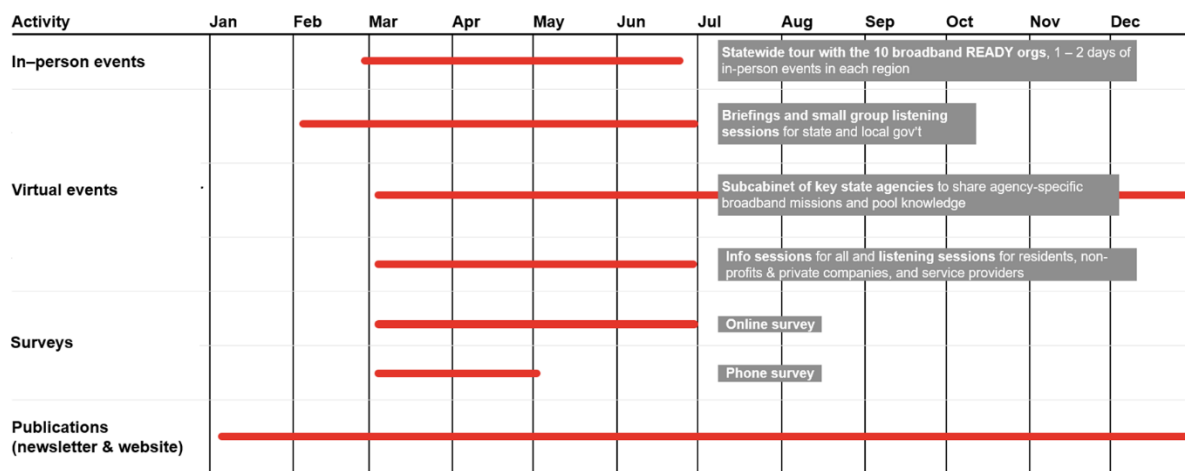 Activity Jan Feb Mar Apr May Jun Jul Aug Sep Oct Nov Dec
In–person events
Statewide tour with the 10 broadband READY orgs, 1 – 2 days of
in-person events in each region
Briefings and small group listening
sessions for state and local gov't
Virtual events
Subcabinet of key state agencies to share agency-specific
broadband missions and pool knowledge
Info sessions for all and listening sessions for residents, non-
profits & private companies, and service providers
Surveys
Online survey
Phone survey
Publications
(newsletter & website)